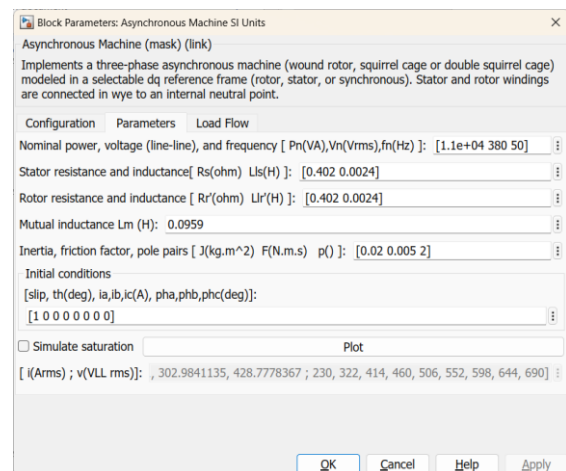 Block Parameters: Asynchronous Machine SI Units
Asynchronous Machine (mask) (link)
Implements a three-phase asynchronous machine (wound rotor, squirrel cage or double squirrel cage)
modeled in a selectable dq reference frame (rotor, stator, or synchronous). Stator and rotor windings
are connected in wye to an internal neutral point.
Configuration Parameters Load Flow
Nominal power, voltage (line-line), and frequency [ Pn(VA),Vn(Vrms),fn(Hz) ]: [1.1e+04 380 50]
Stator resistance and inductance[ Rs(ohm) Lls(H) ]: [0.402 0.0024]
Rotor resistance and inductance [ Rr'(ohm) Llr'(H) ]: [0.402 0.0024]
Mutual inductance Lm (H): 0.0959
Inertia, friction factor, pole pairs [ J(kg.m^2) F(N.m.s) p() ]: [0.02 0.005 2]
Initial conditions
[slip, th(deg), ia,ib,ic(A), pha,phb,phc(deg)]:
[1 0 0 0 0 0 0 0]
Simulate saturation Plot
[ i(Arms) ; v(VLL rms)]: , 302.9841135, 428.7778367 ; 230, 322, 414, 460, 506, 552, 598, 644, 690]
OK Cancel Help Apply